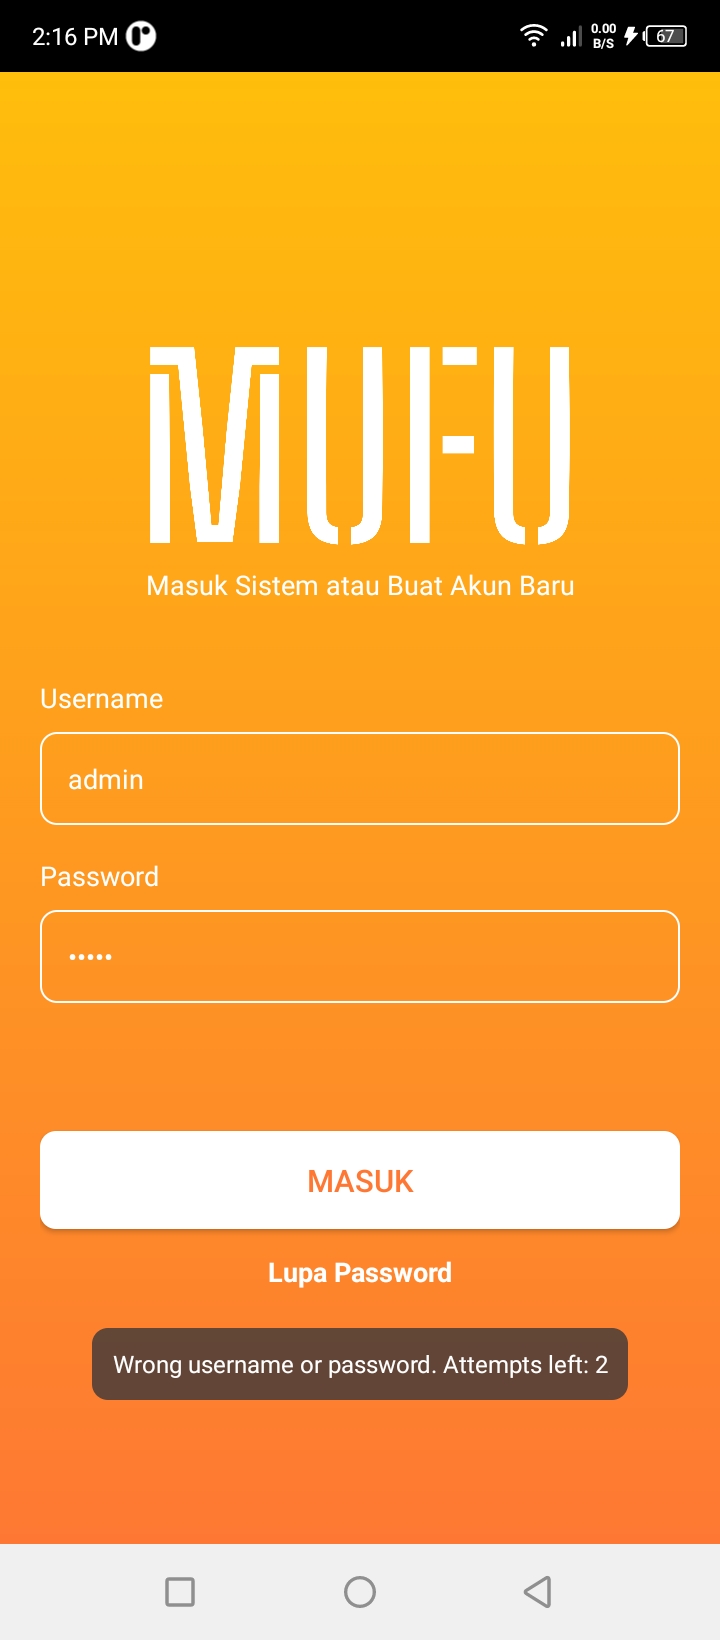 2:16 PM
0.00
B/S
67
MUFU
Masuk Sistem atau Buat Akun Baru
Username
admin
Password
•••••
MASUK
Lupa Password
Wrong username or password. Attempts left: 2